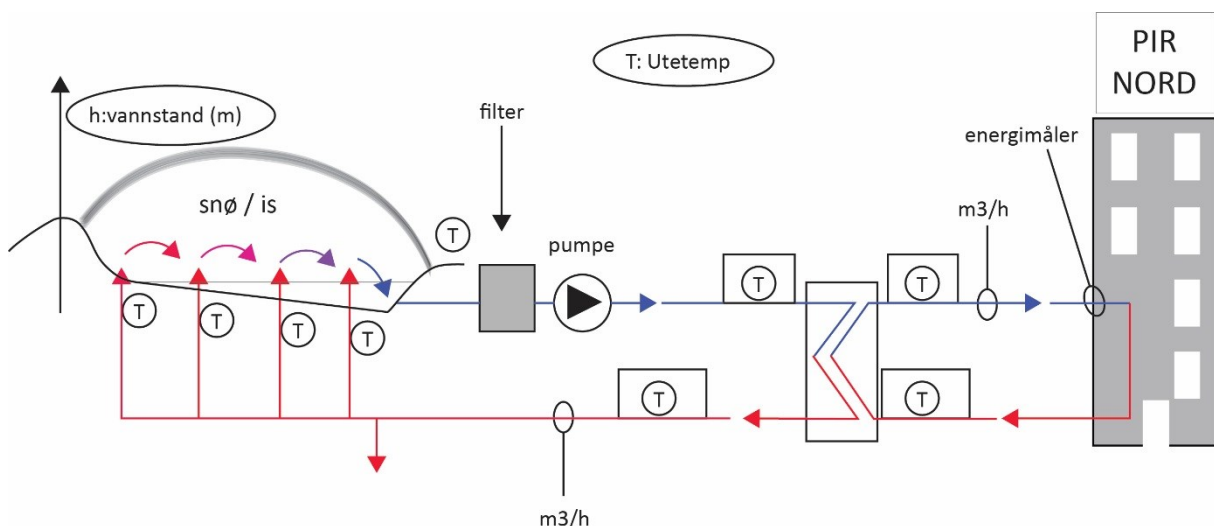 PIR
NORD
T: Utetemp
h:vannstand (m)
filter
energimåler
snø / is
m3/h
T
pumpe
T
T
T
T
T
T
T
T
m3/h